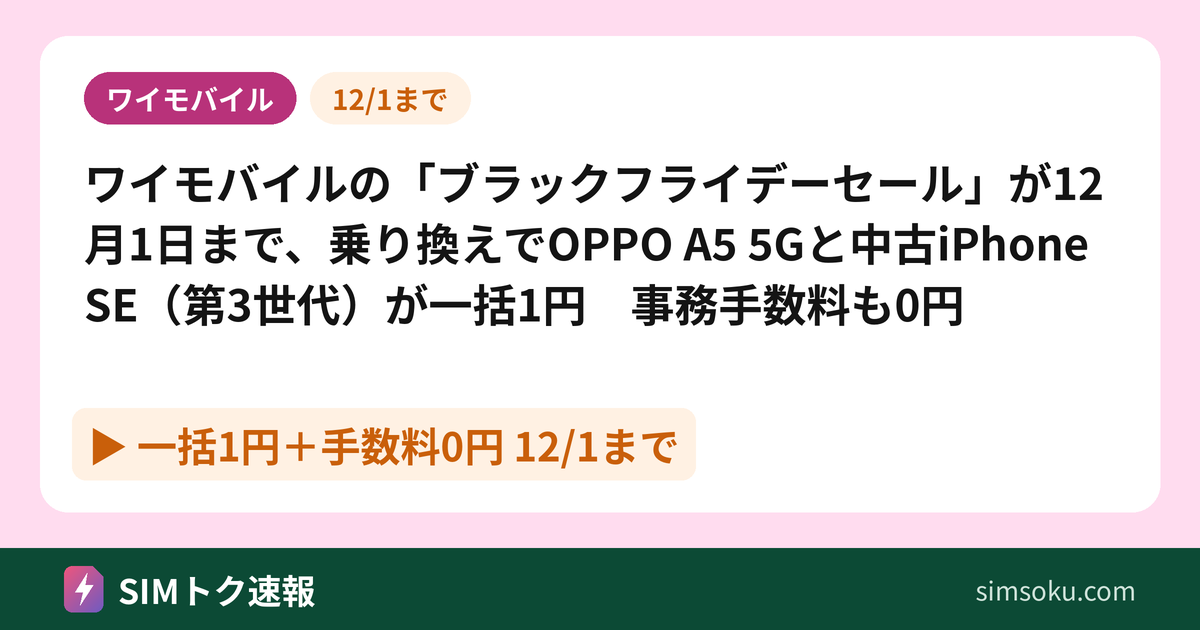 ワイモバイル
12/1まで
ワイモバイルの「ブラックフライデーセール」が12
月1日まで、乗り換えでOPPO A5 5Gと中古iPhone
SE（第3世代）が一括1円　事務手数料も0円
▶ 一括1円＋手数料0円 12/1まで
SIMトク速報
simsoku.com